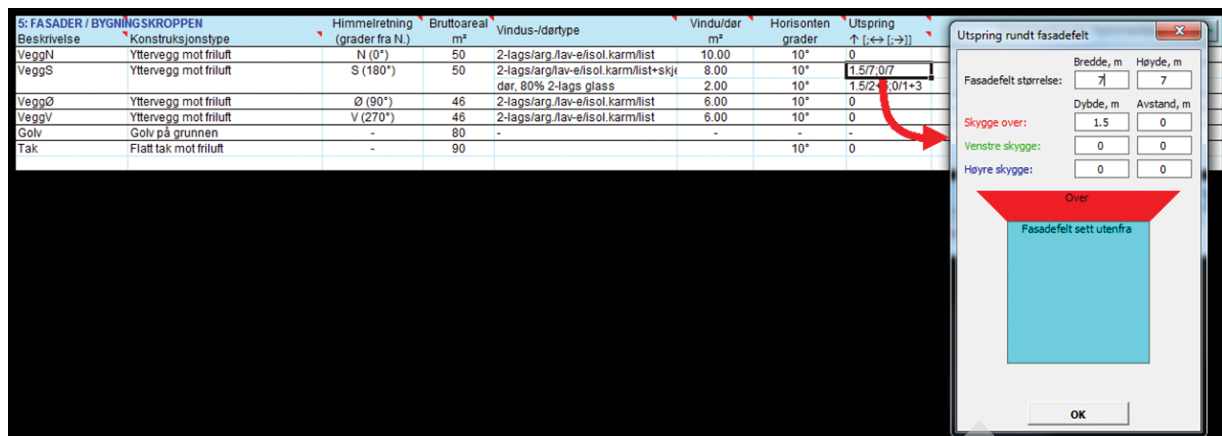 5: FASADER / BYGNINGSKROPPEN Himmelretning Bruttoareal Vindus-/dørtype Vindu/dør Horisonten Utspring
Beskrivelse Konstruksjonstype (grader fra N.) m² m² grader ↑ [;↔ [;→]]
VeggN Yttervegg mot friluft N (0°) 50 2-lags/arg./lav-e/isol.karm/list 10.00 10° 0
VeggS Yttervegg mot friluft S (180°) 50 2-lags/arg/lav-e/isol.karm/list+skje 8.00 10° 1.5/7;0/7
dør, 80% 2-lags glass 2.00 10° ;0/1+3
VeggØ Yttervegg mot friluft Ø (90°) 46 2-lags/arg./lav-e/isol.karm/list 6.00 10° 0
VeggV Yttervegg mot friluft V (270°) 46 2-lags/arg./lav-e/isol.karm/list 6.00 10° 0
Golv Golv på grunnen - 80 - - - -
Tak Flatt tak mot friluft - 90 10° 0
Utspring rundt fasadefelt
Bredde, m Høyde, m
Fasadefelt størrelse: 7 7
Dybde, m Avstand, m
Skygge over: 1.5 0
Venstre skygge: 0 0
Høyre skygge: 0 0
Over
Fasadefelt sett utenfra
OK